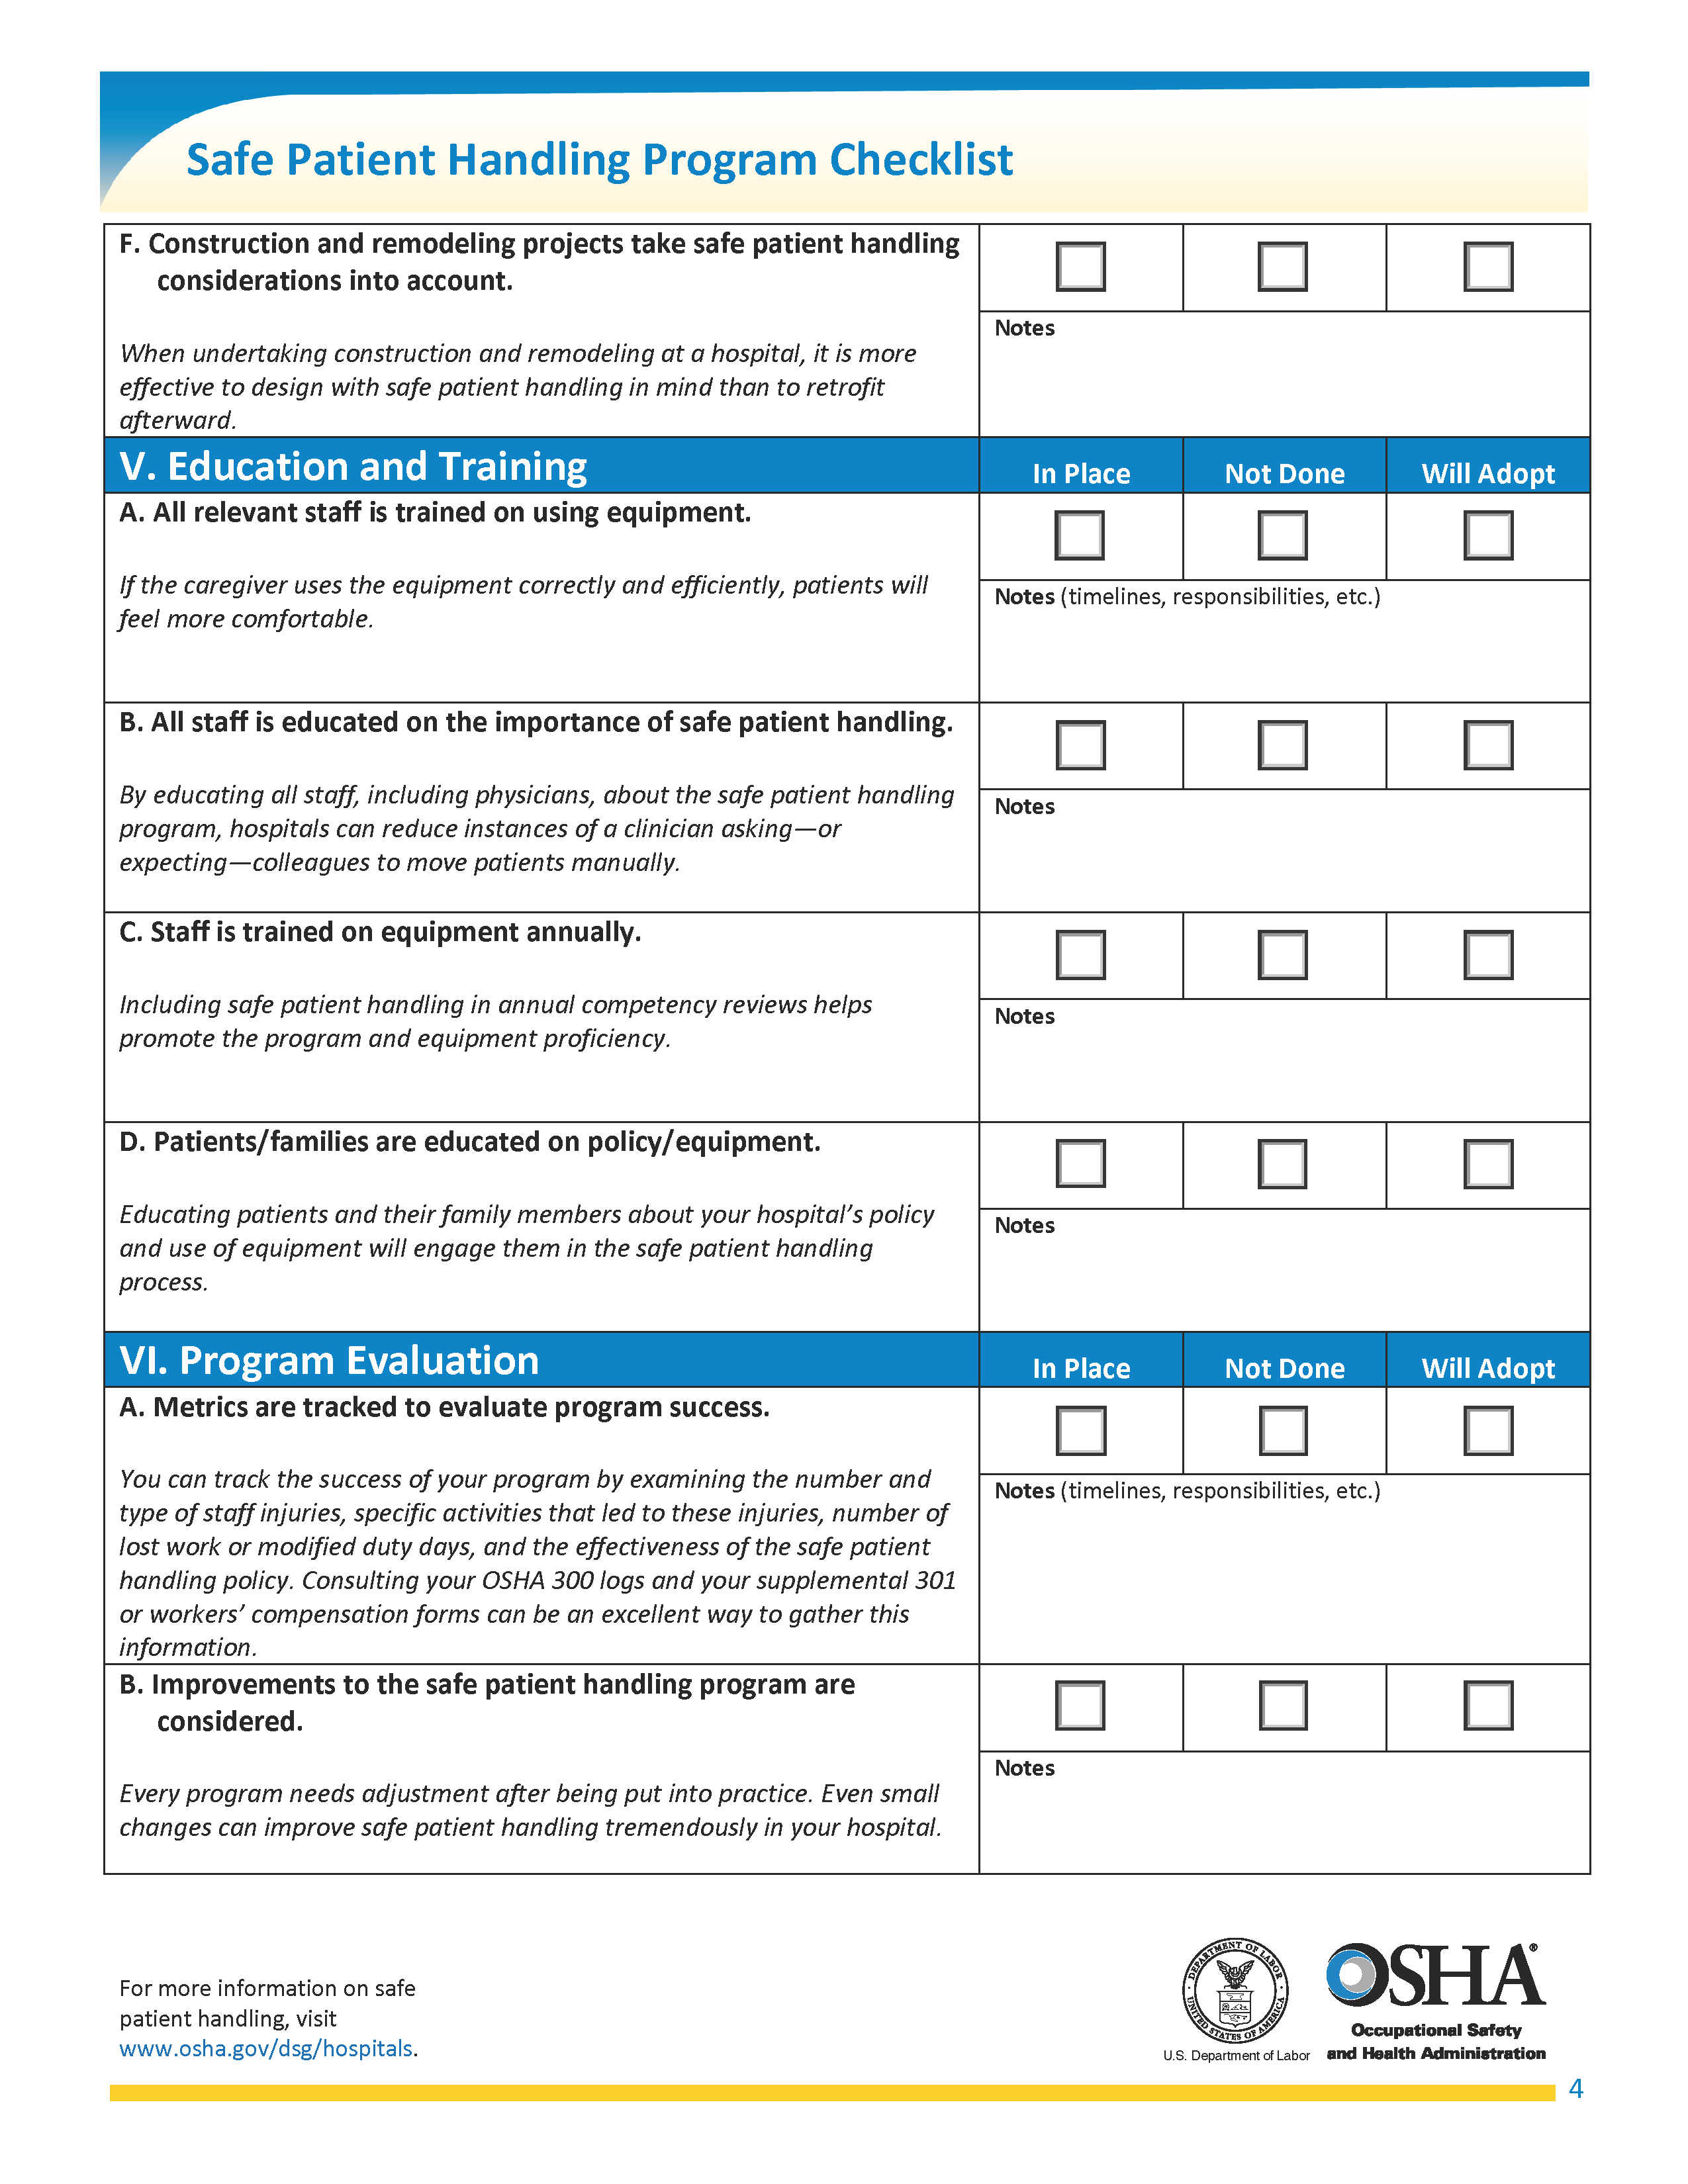 Safe Patient Handling Program Checklist
F. Construction and remodeling projects take safe patient handling
considerations into account.
When undertaking construction and remodeling at a hospital, it is more
effective to design with safe patient handling in mind than to retrofit
afterward.
Notes
V. Education and Training
In Place
Not Done
Will Adopt
A. All relevant staff is trained on using equipment.
If the caregiver uses the equipment correctly and efficiently, patients will
feel more comfortable.
Notes (timelines, responsibilities, etc.)
B. All staff is educated on the importance of safe patient handling.
By educating all staff, including physicians, about the safe patient handling
program, hospitals can reduce instances of a clinician asking—or
expecting—colleagues to move patients manually.
Notes
C. Staff is trained on equipment annually.
Including safe patient handling in annual competency reviews helps
promote the program and equipment proficiency.
Notes
D. Patients/families are educated on policy/equipment.
Educating patients and their family members about your hospital’s policy
and use of equipment will engage them in the safe patient handling
process.
Notes
VI. Program Evaluation
In Place
Not Done
Will Adopt
A. Metrics are tracked to evaluate program success.
You can track the success of your program by examining the number and
type of staff injuries, specific activities that led to these injuries, number of
lost work or modified duty days, and the effectiveness of the safe patient
handling policy. Consulting your OSHA 300 logs and your supplemental 301
or workers’ compensation forms can be an excellent way to gather this
information.
Notes (timelines, responsibilities, etc.)
B. Improvements to the safe patient handling program are
considered.
Every program needs adjustment after being put into practice. Even small
changes can improve safe patient handling tremendously in your hospital.
Notes
For more information on safe
patient handling, visit
www.osha.gov/dsg/hospitals.
DEPARTMENT OF LABOR
UNITED STATES OF AMERICA
U.S. Department of Labor
OSHA®
Occupational Safety
and Health Administration
4